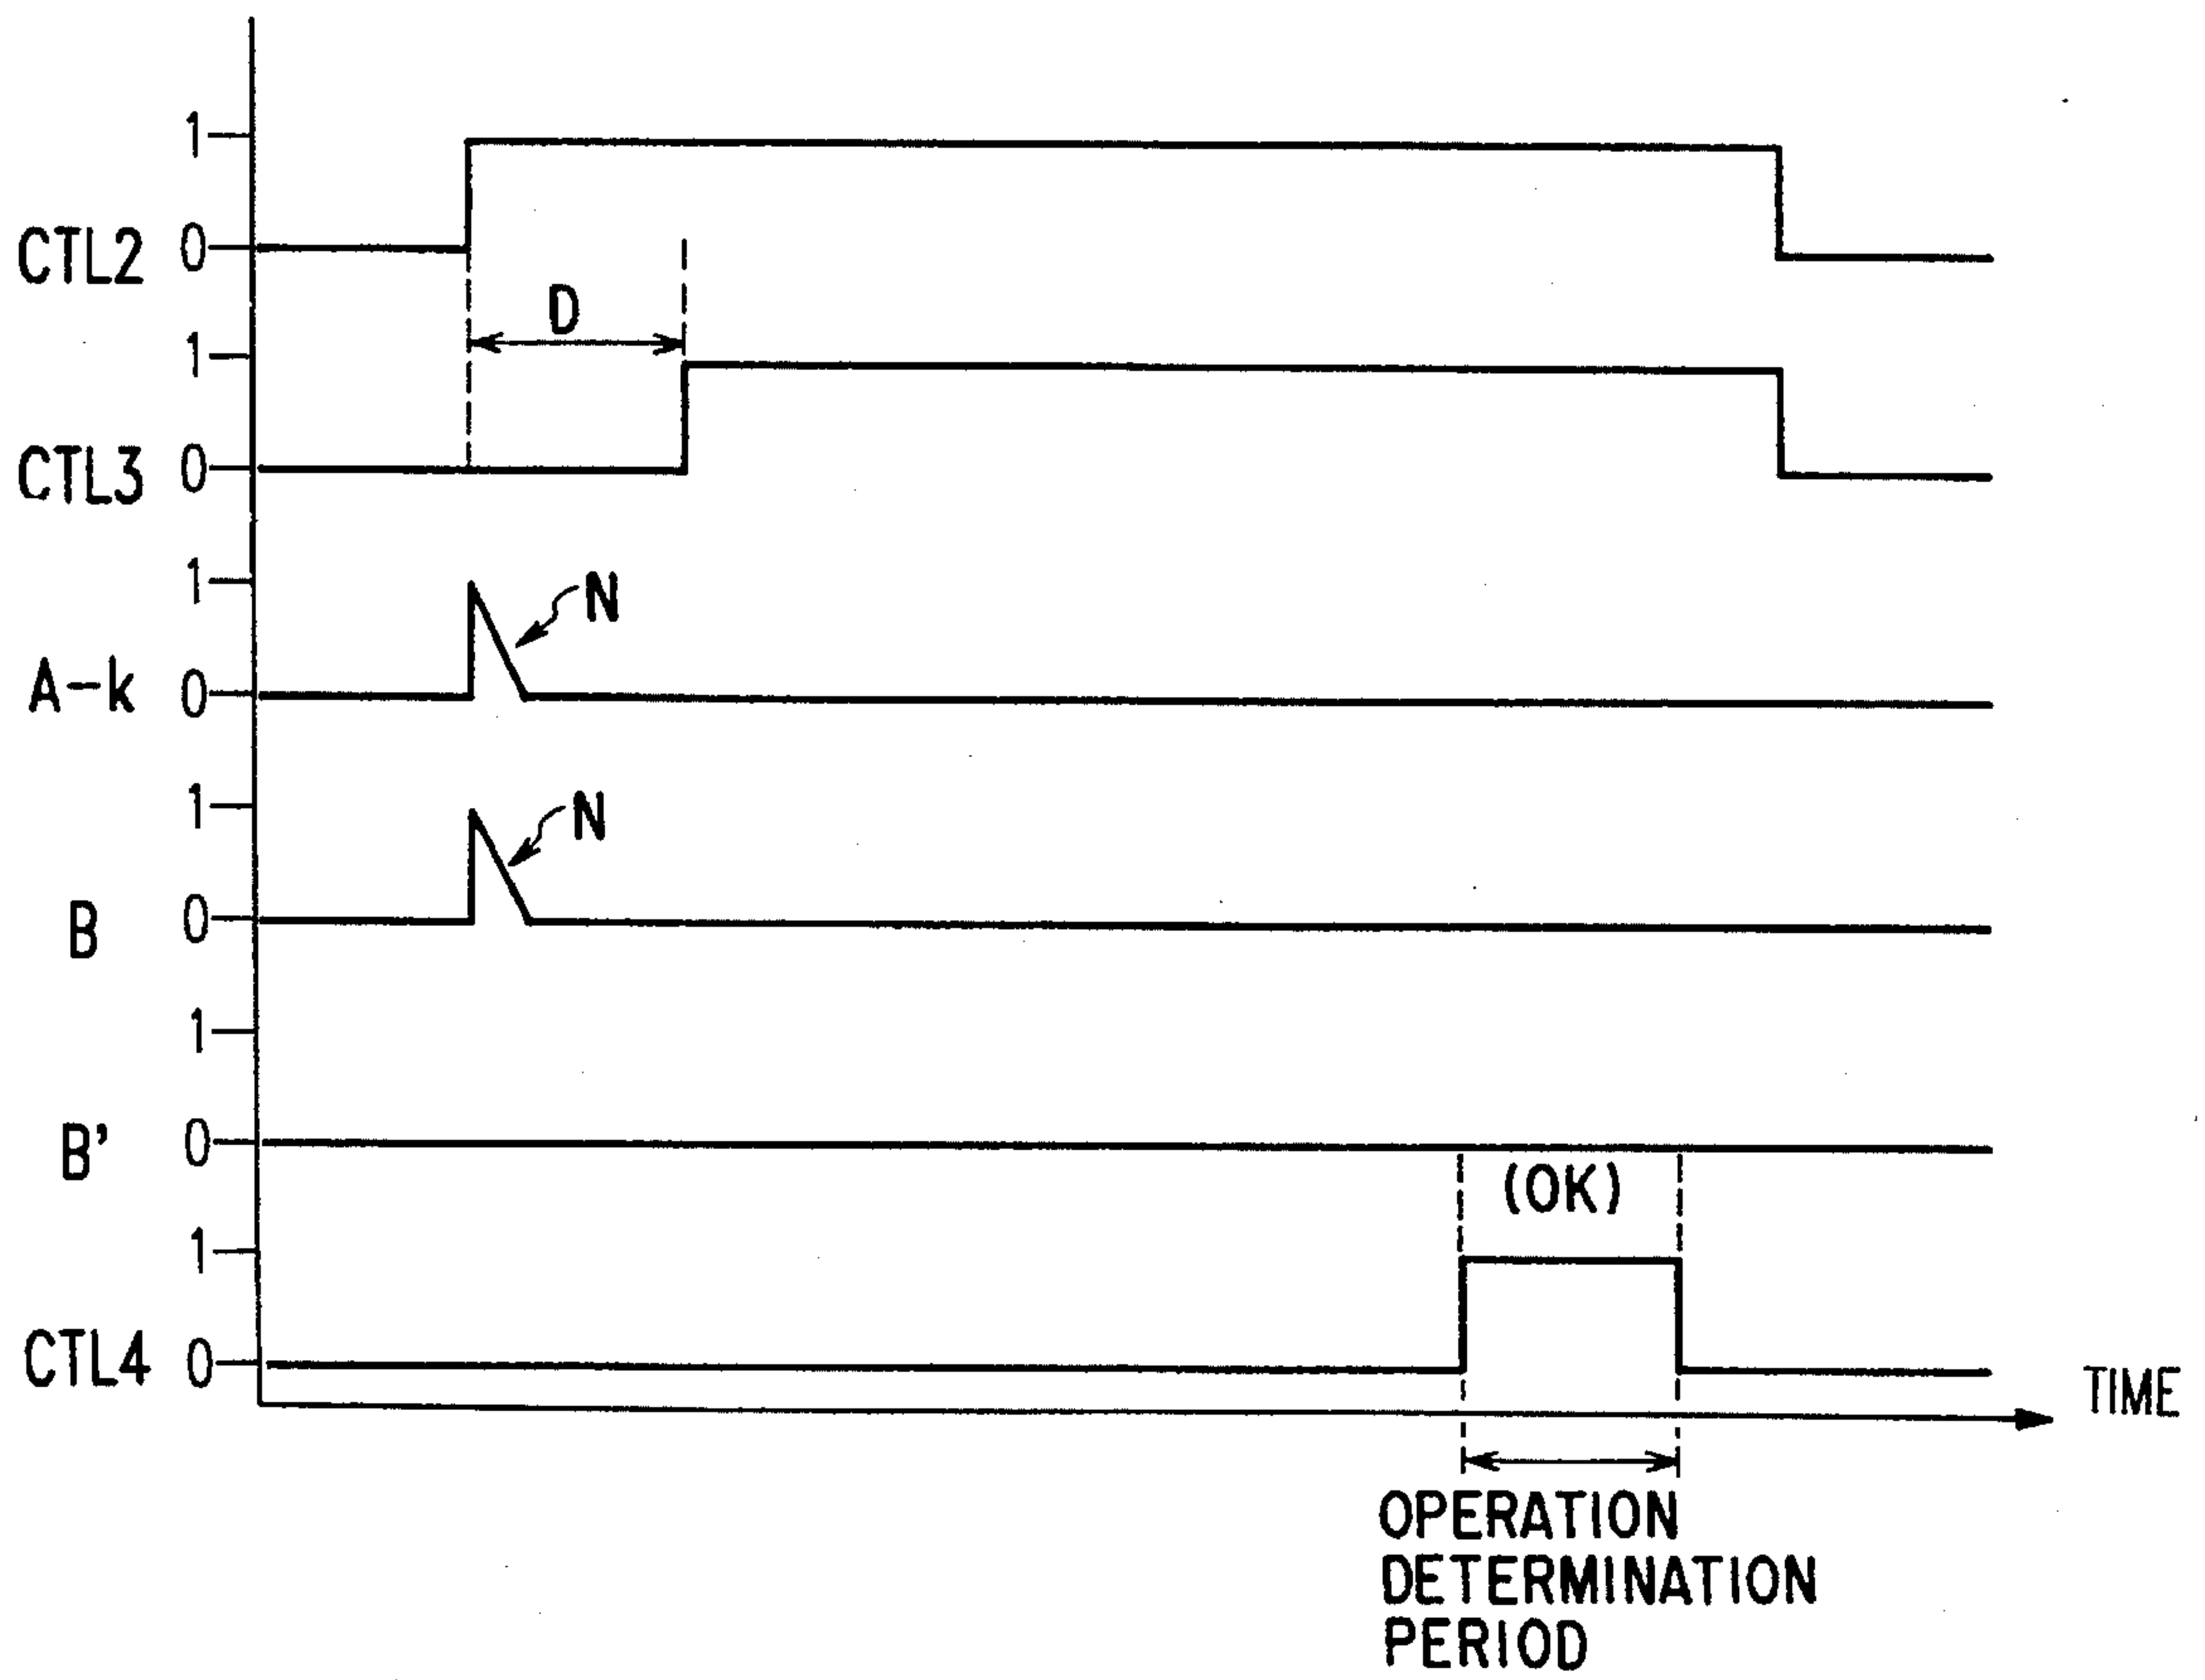 1
CTL2 0
D
1
CTL3 0
1
N
A-k 0
1
N
B 0
1
B' 0
(OK)
1
CTL4 0
TIME
OPERATION
DETERMINATION
PERIOD